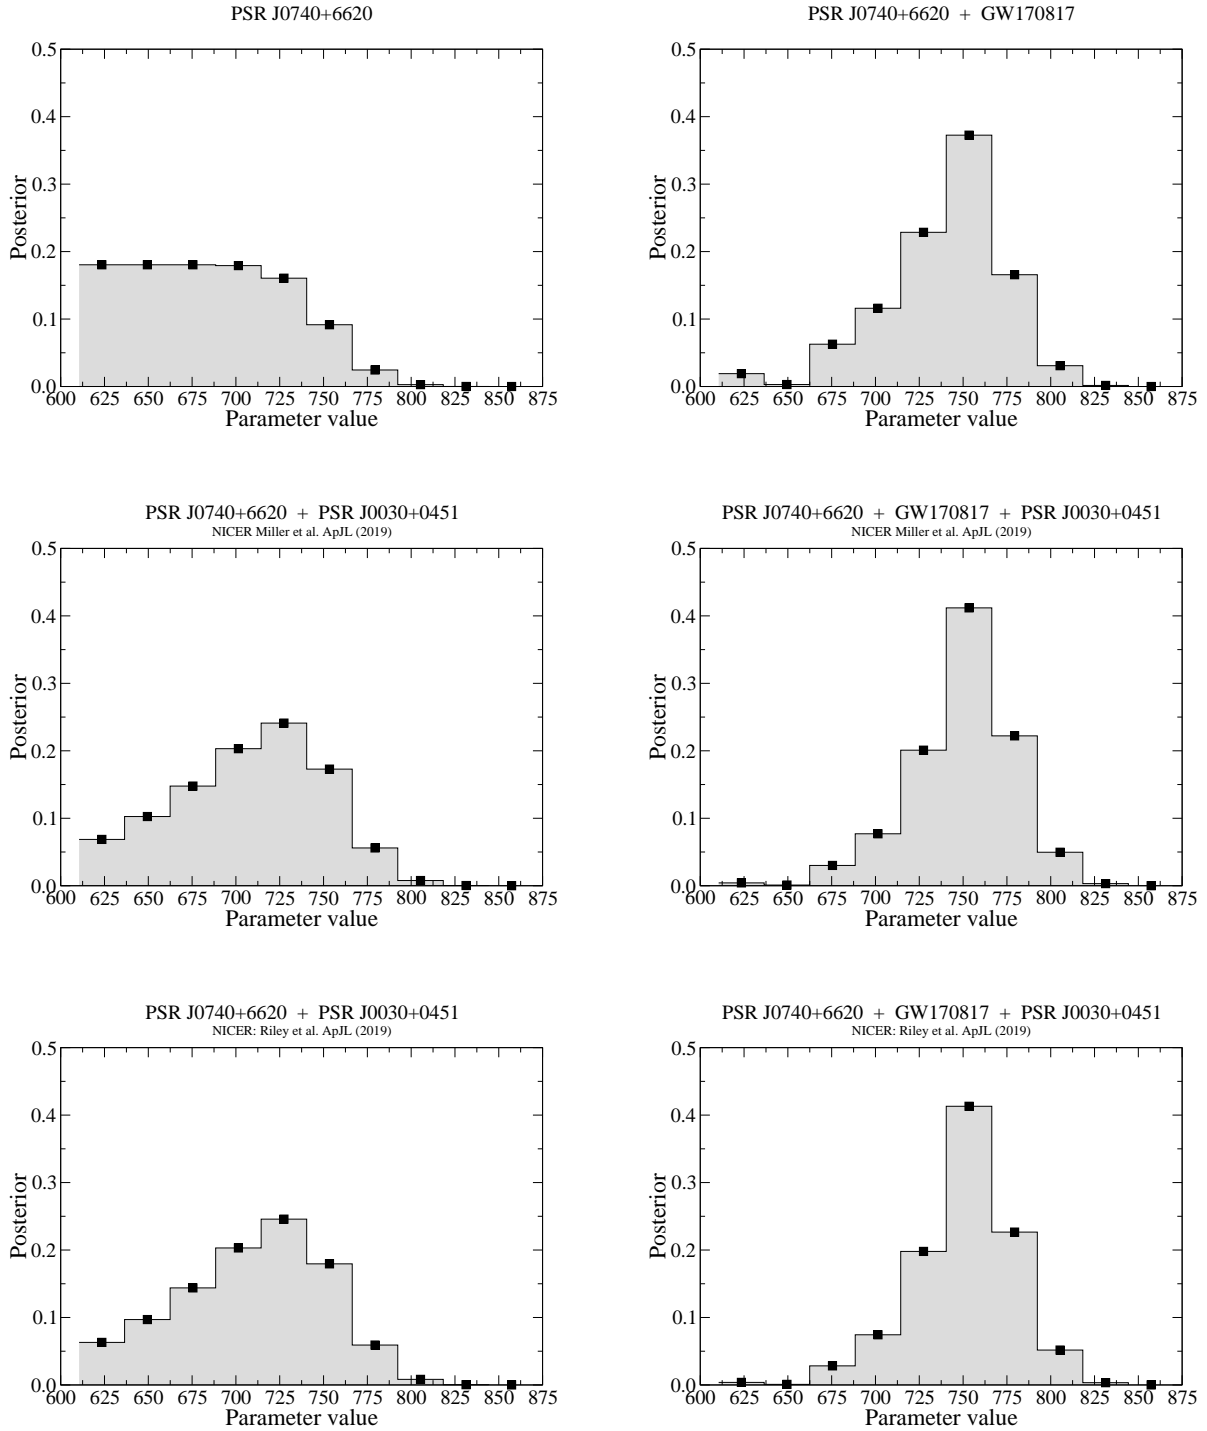 PSR J0740+6620
0.5
0.4
0.3
0.2
0.1
0.0
Posterior
600 625 650 675 700 725 750 775 800 825 850 875
Parameter value
PSR J0740+6620 + GW170817
0.5
0.4
0.3
0.2
0.1
0.0
Posterior
600 625 650 675 700 725 750 775 800 825 850 875
Parameter value
PSR J0740+6620 + PSR J0030+0451
NICER Miller et al. ApJL (2019)
0.5
0.4
0.3
0.2
0.1
0.0
Posterior
600 625 650 675 700 725 750 775 800 825 850 875
Parameter value
PSR J0740+6620 + GW170817 + PSR J0030+0451
NICER Miller et al. ApJL (2019)
0.5
0.4
0.3
0.2
0.1
0.0
Posterior
600 625 650 675 700 725 750 775 800 825 850 875
Parameter value
PSR J0740+6620 + PSR J0030+0451
NICER: Riley et al. ApJL (2019)
0.5
0.4
0.3
0.2
0.1
0.0
Posterior
600 625 650 675 700 725 750 775 800 825 850 875
Parameter value
PSR J0740+6620 + GW170817 + PSR J0030+0451
NICER: Riley et al. ApJL (2019)
0.5
0.4
0.3
0.2
0.1
0.0
Posterior
600 625 650 675 700 725 750 775 800 825 850 875
Parameter value